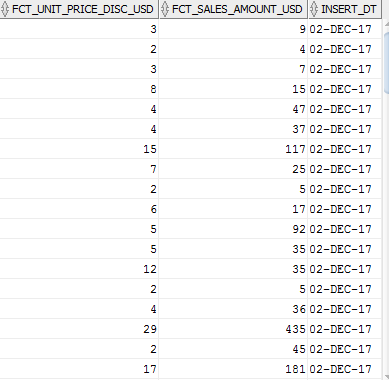 FCT_UNIT_PRICE_DISC_USD FCT_SALES_AMOUNT_USD INSERT_DT
3 9 02-DEC-17
2 4 02-DEC-17
3 7 02-DEC-17
8 15 02-DEC-17
4 47 02-DEC-17
4 37 02-DEC-17
15 117 02-DEC-17
7 25 02-DEC-17
2 5 02-DEC-17
6 17 02-DEC-17
5 92 02-DEC-17
5 35 02-DEC-17
12 35 02-DEC-17
2 5 02-DEC-17
4 36 02-DEC-17
29 435 02-DEC-17
2 45 02-DEC-17
17 181 02-DEC-17